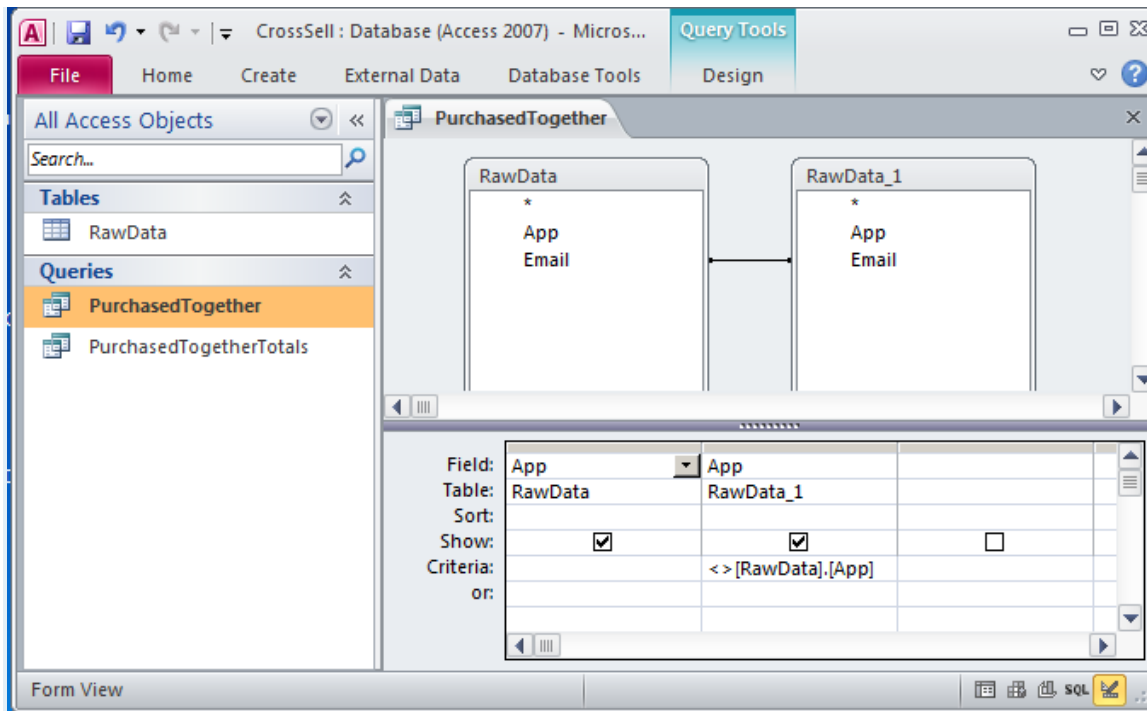 A CrossSell : Database (Access 2007) - Micros... Query Tools
File Home Create External Data Database Tools Design ?
All Access Objects «
PurchasedTogether ×
Search...
RawData RawData_1
Tables
* *
RawData
App App
Email Email
Queries
PurchasedTogether
PurchasedTogetherTotals
Field: App App
Table: RawData RawData_1
Sort:
Show:
Criteria: <>[RawData].[App]
or:
Form View SQL